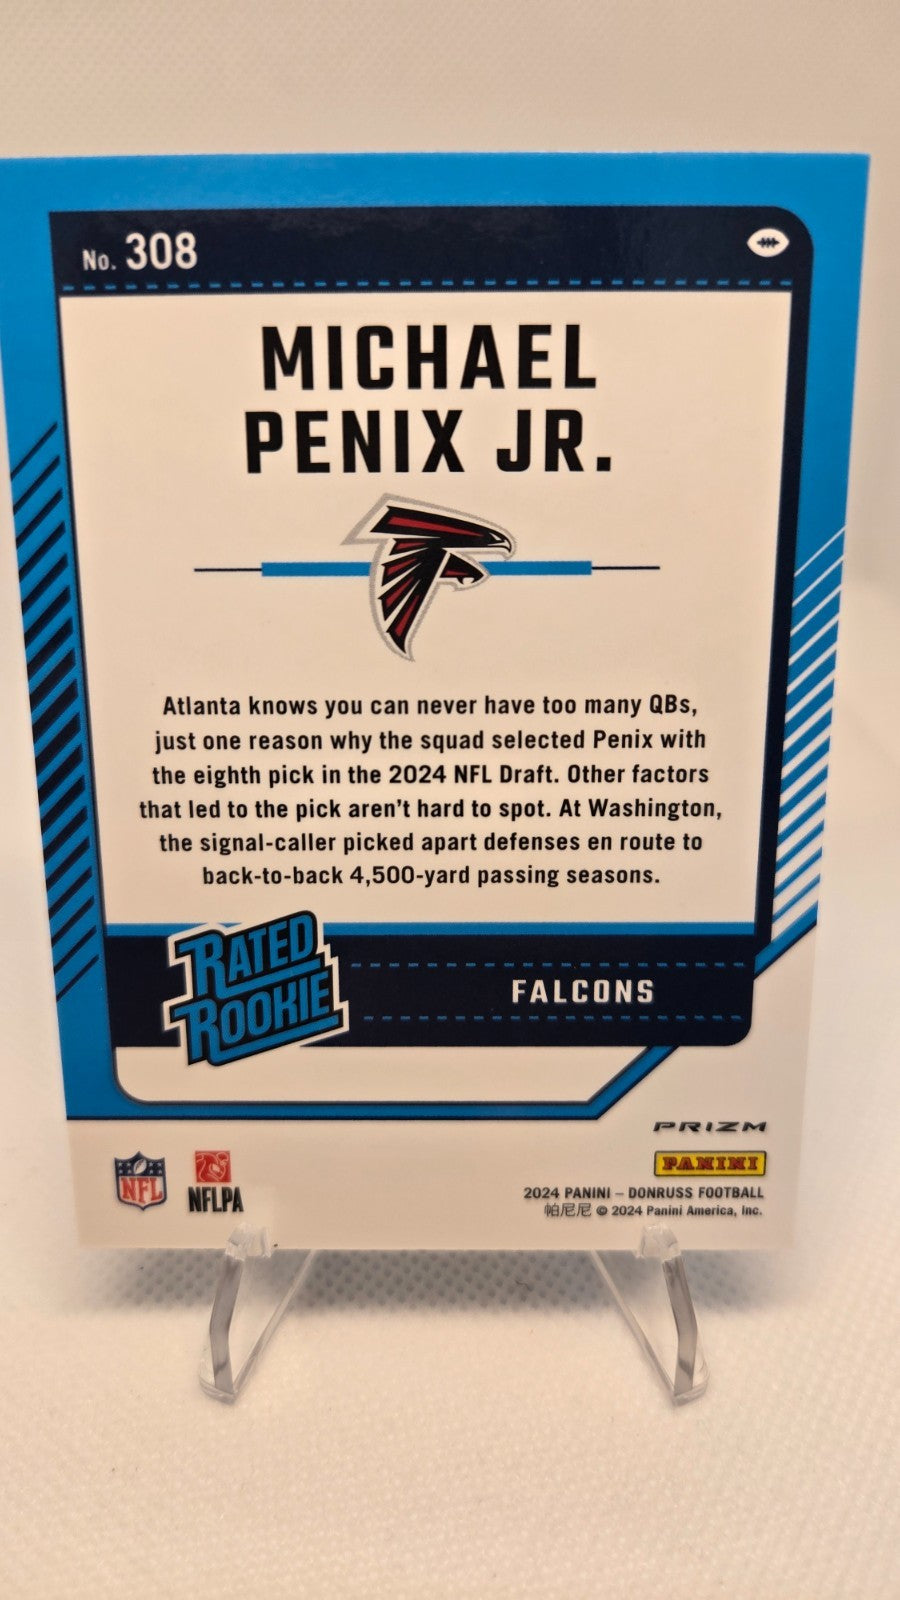 No. 308
MICHAEL
PENIX JR.
Atlanta knows you can never have too many QBs,
just one reason why the squad selected Penix with
the eighth pick in the 2024 NFL Draft. Other factors
that led to the pick aren't hard to spot. At Washington,
the signal-caller picked apart defenses en route to
back-to-back 4,500-yard passing seasons.
RATED
ROOKIE
FALCONS
PRIZM
NFL
NFLPA
PANINI
2024 PANINI – DONRUSS FOOTBALL
帕尼尼 © 2024 Panini America, Inc.